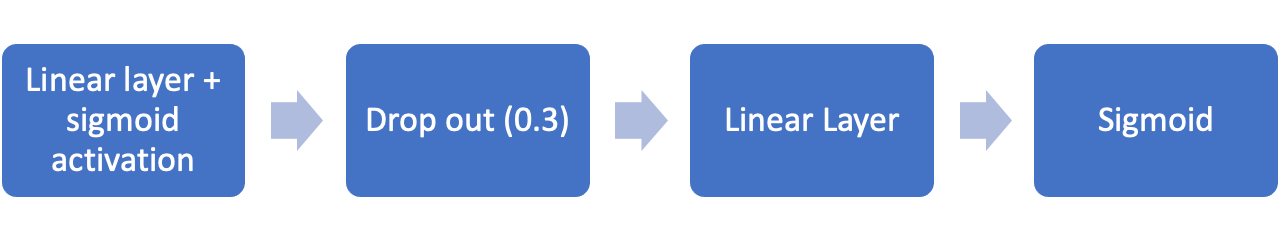 Linear layer +
sigmoid
activation
Drop out (0.3)
Linear Layer
Sigmoid